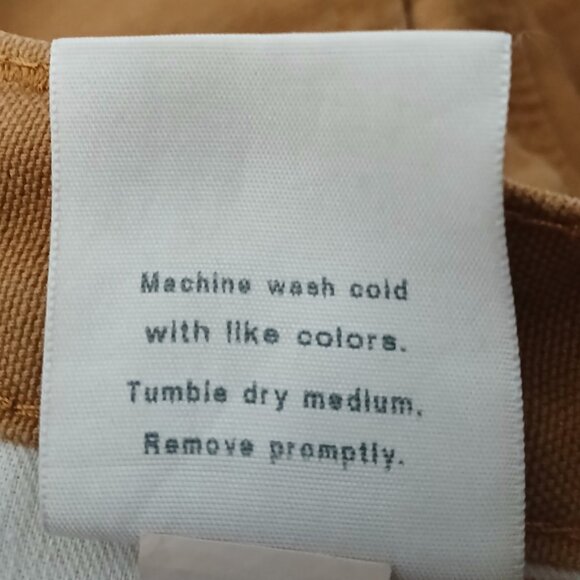 Machine wash cold
with like colors.
Tumble dry medium.
Remove promptly.